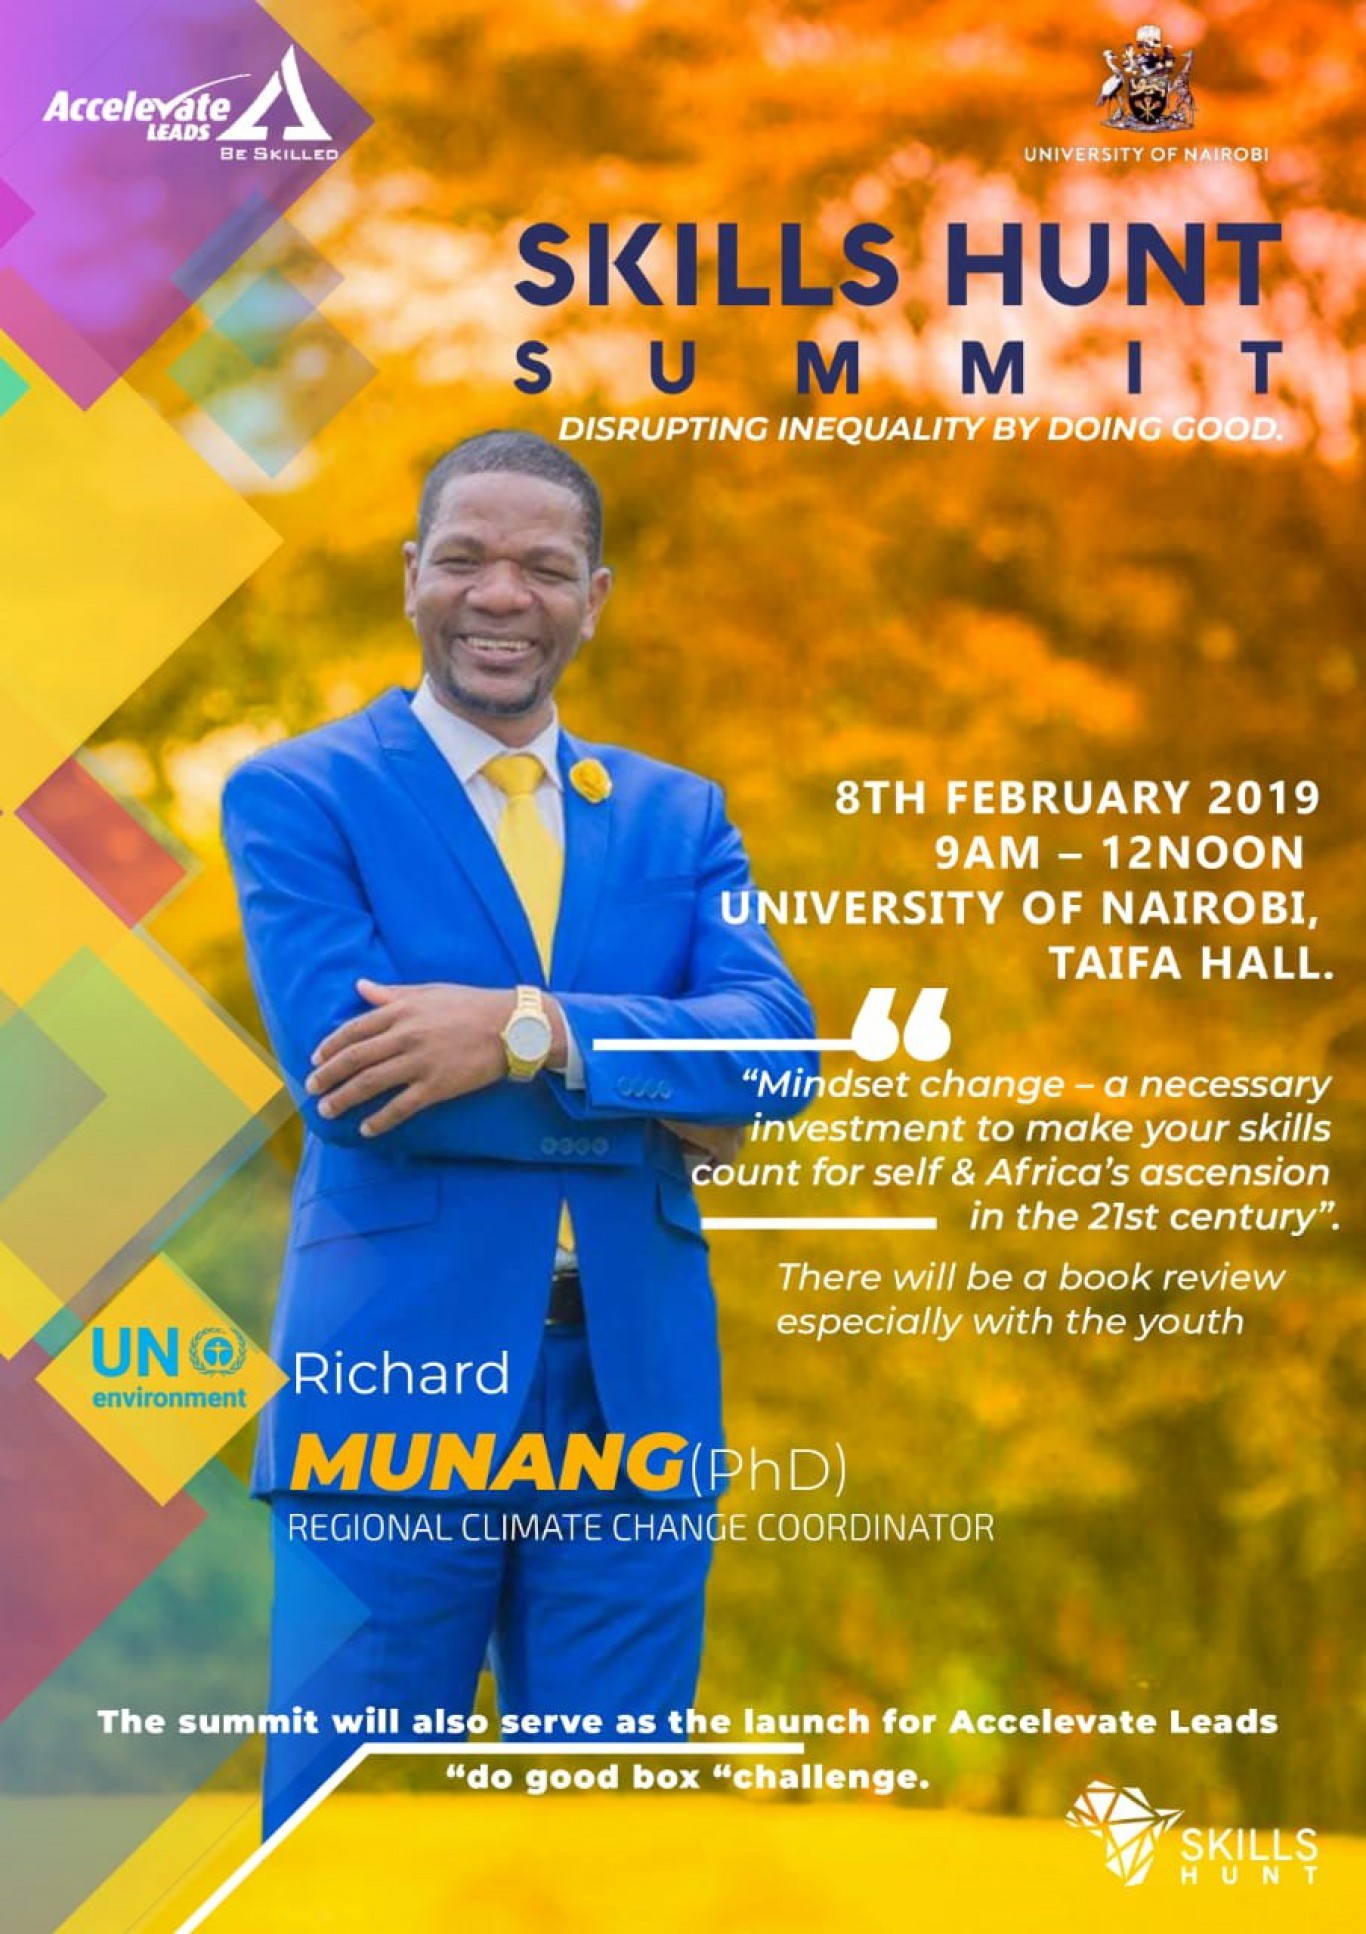 Accelevate
LEADS
BE SKILLED
UNIVERSITY OF NAIROBI
SKILLS HUNT
SUMMIT
DISRUPTING INEQUALITY BY DOING GOOD.
8TH FEBRUARY 2019
9AM – 12NOON
UNIVERSITY OF NAIROBI,
TAIFA HALL.
“
“Mindset change – a necessary
investment to make your skills
count for self & Africa’s ascension
in the 21st century”.
There will be a book review
especially with the youth
UN
environment
Richard
MUNANG (PhD)
REGIONAL CLIMATE CHANGE COORDINATOR
The summit will also serve as the launch for Accelevate Leads
“do good box “challenge.
SKILLS
HUNT